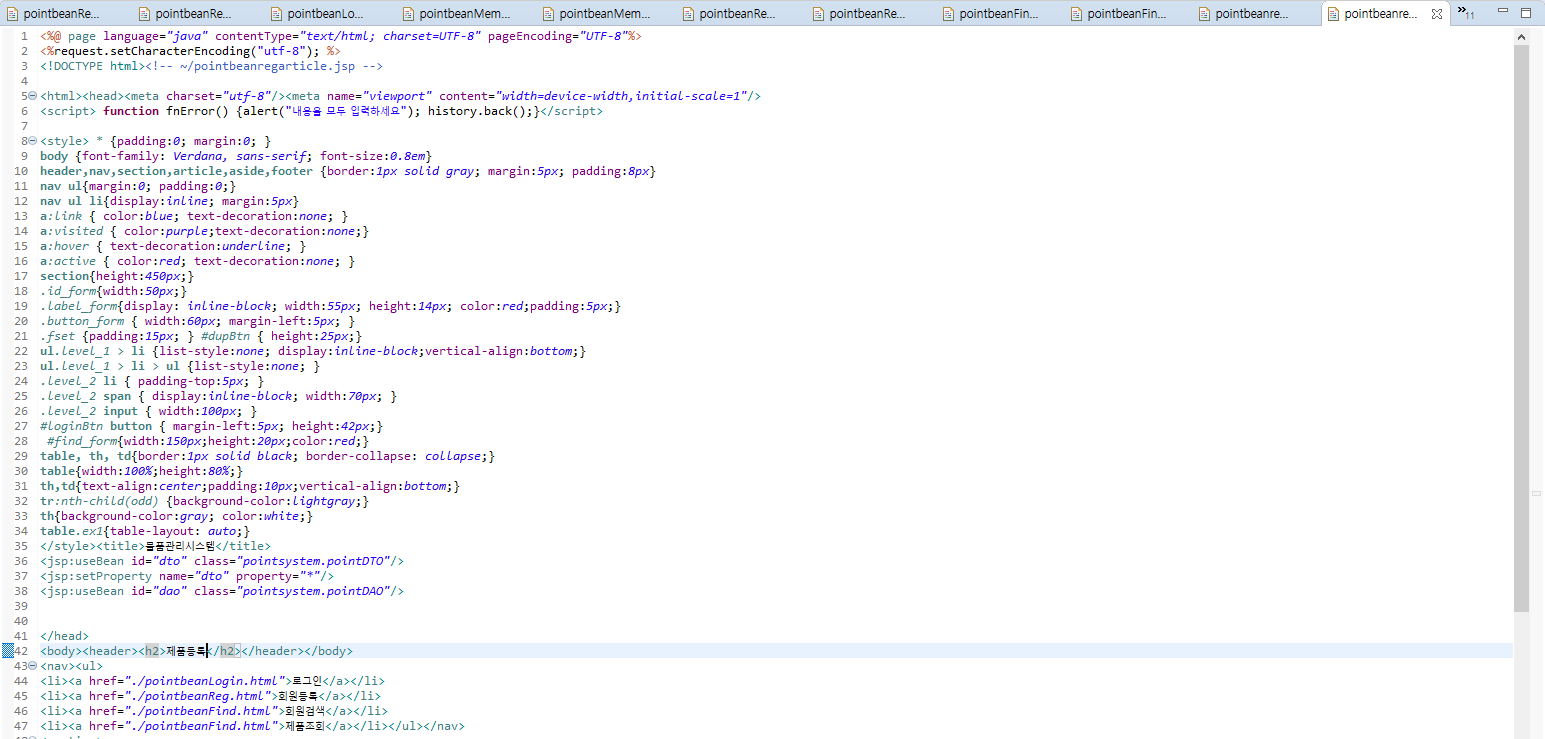 pointbeanRe... pointbeanRe... pointbeanLo... pointbeanMem... pointbeanMem... pointbeanRe... pointbeanRe... pointbeanFin... pointbeanFin... pointbeanre... pointbeanre... »11
1 <%@ page language="java" contentType="text/html; charset=UTF-8" pageEncoding="UTF-8"%>
2 <%request.setCharacterEncoding("utf-8"); %>
3 <!DOCTYPE html><!-- ~/pointbeanregarticle.jsp -->
4
5 <html><head><meta charset="utf-8"/><meta name="viewport" content="width=device-width,initial-scale=1"/>
6 <script> function fnError() {alert("내용을 모두 입력하세요"); history.back();}</script>
7
8 <style> * {padding:0; margin:0; }
9 body {font-family: Verdana, sans-serif; font-size:0.8em}
10 header,nav,section,article,aside,footer {border:1px solid gray; margin:5px; padding:8px}
11 nav ul{margin:0; padding:0;}
12 nav ul li{display:inline; margin:5px}
13 a:link { color:blue; text-decoration:none; }
14 a:visited { color:purple;text-decoration:none;}
15 a:hover { text-decoration:underline; }
16 a:active { color:red; text-decoration:none; }
17 section{height:450px;}
18 .id_form{width:50px;}
19 .label_form{display: inline-block; width:55px; height:14px; color:red;padding:5px;}
20 .button_form { width:60px; margin-left:5px; }
21 .fset {padding:15px; } #dupBtn { height:25px;}
22 ul.level_1 > li {list-style:none; display:inline-block;vertical-align:bottom;}
23 ul.level_1 > li > ul {list-style:none; }
24 .level_2 li { padding-top:5px; }
25 .level_2 span { display:inline-block; width:70px; }
26 .level_2 input { width:100px; }
27 #loginBtn button { margin-left:5px; height:42px;}
28 #find_form{width:150px;height:20px;color:red;}
29 table, th, td{border:1px solid black; border-collapse: collapse;}
30 table{width:100%;height:80%;}
31 th,td{text-align:center;padding:10px;vertical-align:bottom;}
32 tr:nth-child(odd) {background-color:lightgray;}
33 th{background-color:gray; color:white;}
34 table.ex1{table-layout: auto;}
35 </style><title>물품관리시스템</title>
36 <jsp:useBean id="dto" class="pointsystem.pointDTO"/>
37 <jsp:setProperty name="dto" property="*"/>
38 <jsp:useBean id="dao" class="pointsystem.pointDAO"/>
39
40
41 </head>
42 <body><header><h2>제품등록</h2></header></body>
43 <nav><ul>
44 <li><a href="./pointbeanLogin.html">로그인</a></li>
45 <li><a href="./pointbeanReg.html">회원등록</a></li>
46 <li><a href="./pointbeanFind.html">회원검색</a></li>
47 <li><a href="./pointbeanFind.html">제품조회</a></li></ul></nav>